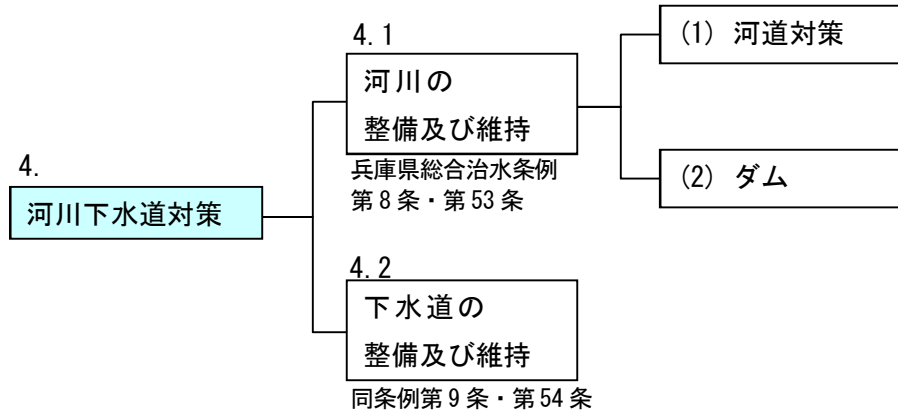 4.
河川下水道対策
4.1
河川の
整備及び維持
兵庫県総合治水条例
第8条・第53条
(1) 河道対策
(2) ダム
4.2
下水道の
整備及び維持
同条例第9条・第54条